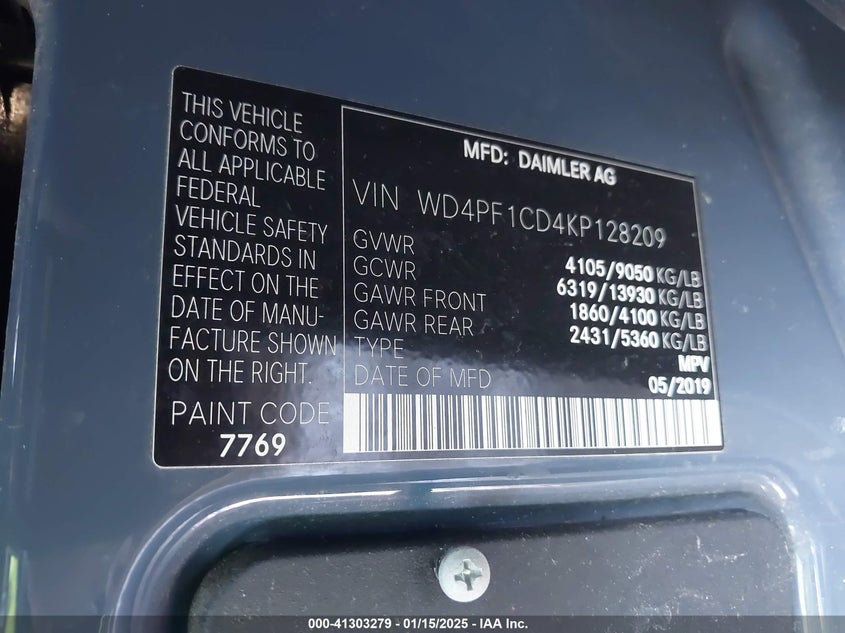 THIS VEHICLE
CONFORMS TO
ALL APPLICABLE
FEDERAL
VEHICLE SAFETY
STANDARDS IN
EFFECT ON THE
DATE OF MANU-
FACTURE SHOWN
ON THE RIGHT.
PAINT CODE
7769
MFD: DAIMLER AG
VIN WD4PF1CD4KP128209
GVWR 4105/9050 KG/LB
GCWR 6319/13930 KG/LB
GAWR FRONT 1860/4100 KG/LB
GAWR REAR 2431/5360 KG/LB
TYPE MPV
DATE OF MFD 05/2019
000-41303279 - 01/15/2025 - IAA Inc.